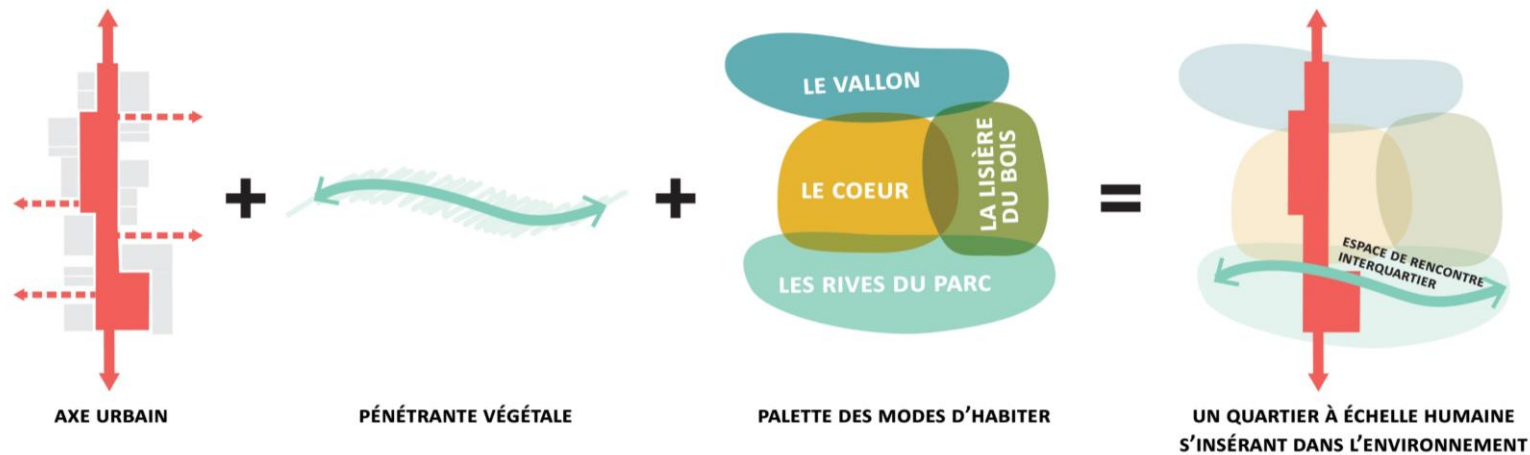 LE VALLON
LE COEUR
LA LISIÈRE
DU BOIS
LES RIVES DU PARC
ESPACE DE RENCONTRE
INTERQUARTIER
AXE URBAIN
PÉNÉTRANTE VÉGÉTALE
PALETTE DES MODES D'HABITER
UN QUARTIER À ÉCHELLE HUMAINE
S'INSÉRANT DANS L'ENVIRONNEMENT